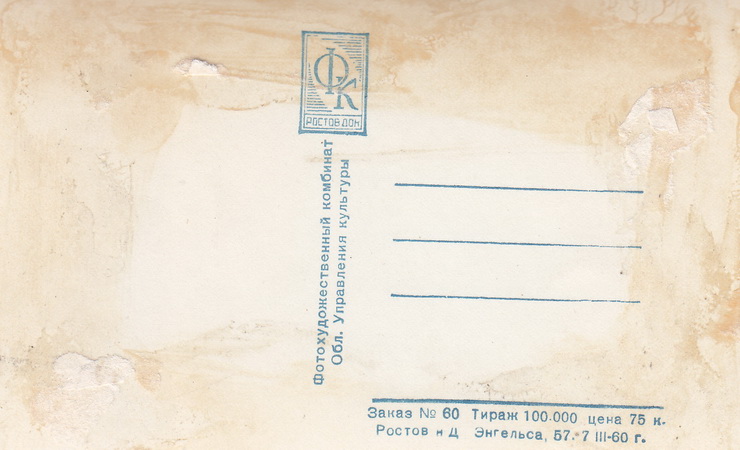 ФК
РОСТОВ ДОН
Фотохудожественный комбинат
Обл. Управления культуры
Заказ № 60 Тираж 100.000 цена 75 к.
Ростов н Д Энгельса, 57. 7 III-60 г.